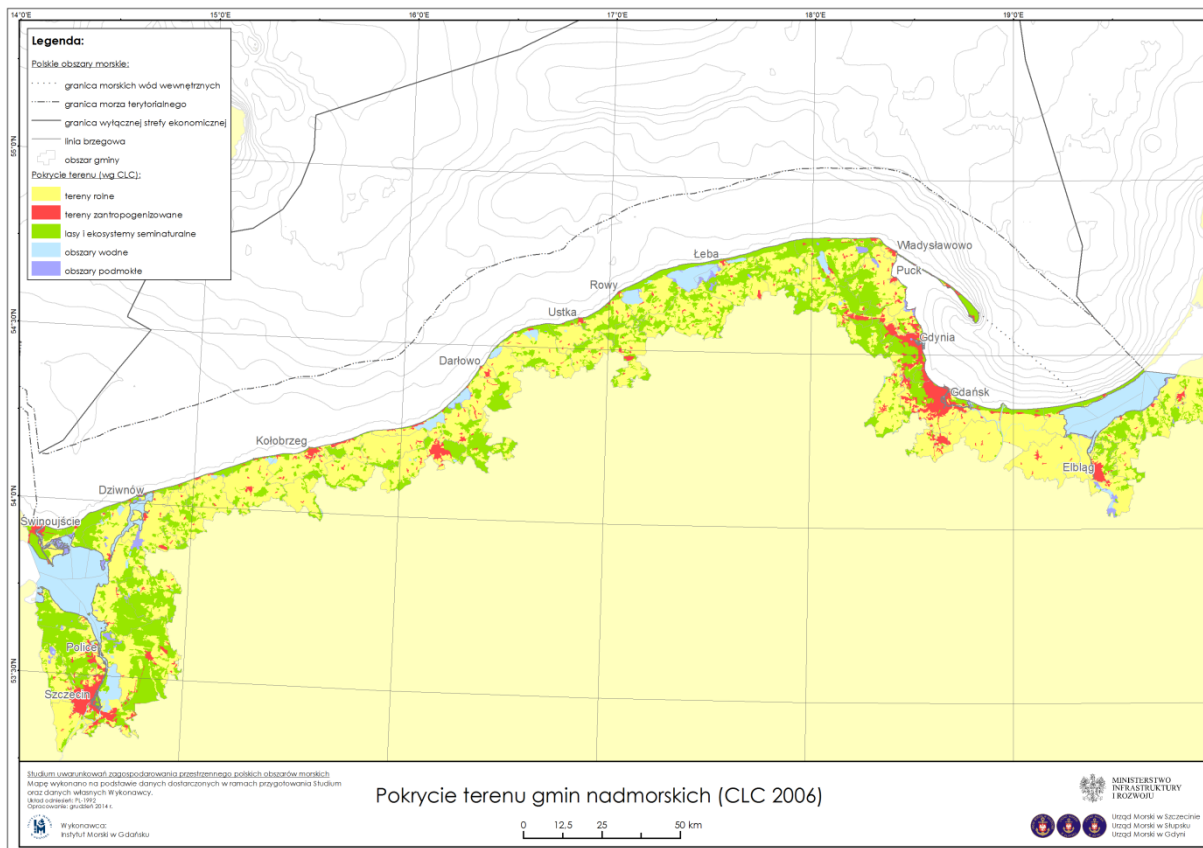 14°0'E 15°0'E 16°0'E 17°0'E 18°0'E 19°0'E
Legenda:
Polskie obszary morskie:
granica morskich wód wewnętrznych
granica morza terytorialnego
granica wyłącznej strefy ekonomicznej
linia brzegowa
obszar gminy
Pokrycie terenu (wg CLC):
tereny rolne
tereny zantropogenizowane
lasy i ekosystemy seminaturalne
obszary wodne
obszary podmokłe
55°0'N
54°30'N
54°0'N
53°30'N
Władysławowo
Łeba
Puck
Rowy
Ustka
Gdynia
Darłowo
Gdańsk
Kołobrzeg
Elbląg
Dziwnów
Świnoujście
Police
Szczecin
Studium uwarunkowań zagospodarowania przestrzennego polskich obszarów morskich
Mapę wykonano na podstawie danych dostarczonych w ramach przygotowania Studium
oraz danych własnych Wykonawcy.
Układ odniesień: PL-1992
Opracowanie: grudzień 2014 r.
Wykonawca:
Instytut Morski w Gdańsku
Pokrycie terenu gmin nadmorskich (CLC 2006)
0 12,5 25 50 km
MINISTERSTWO
INFRASTRUKTURY
I ROZWOJU
Urząd Morski w Szczecinie
Urząd Morski w Słupsku
Urząd Morski w Gdyni